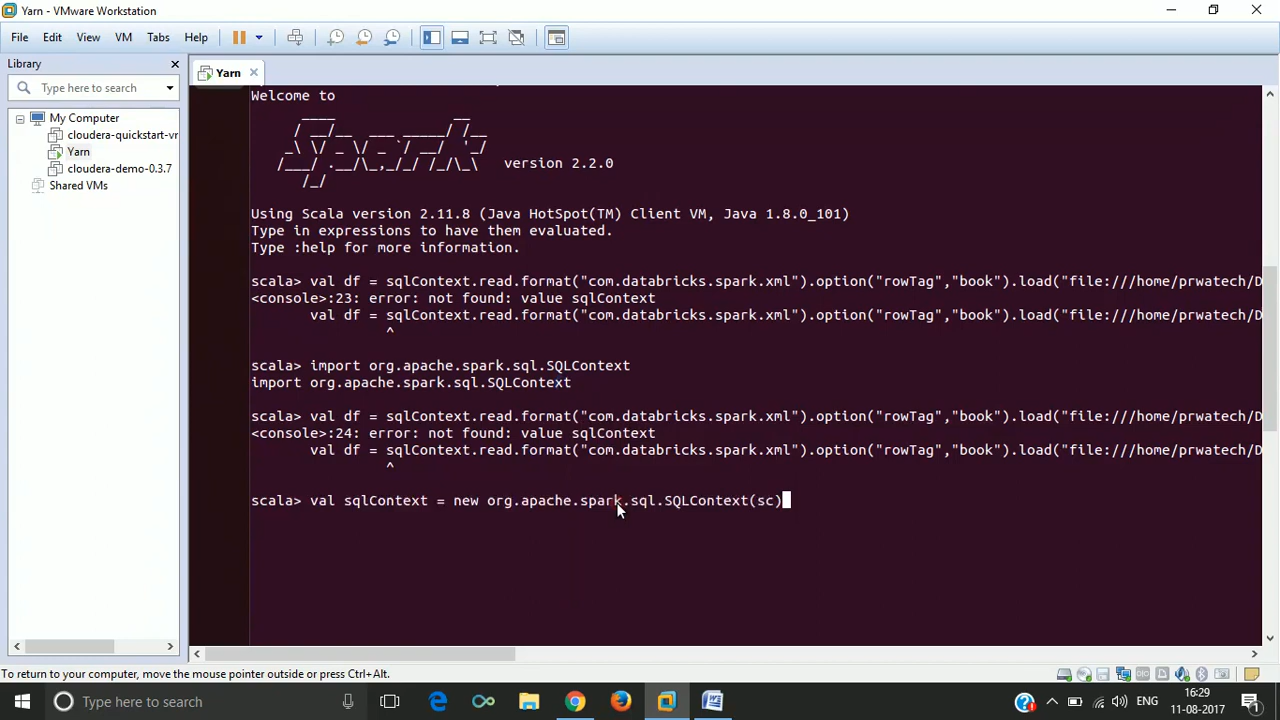 Yarn - VMware Workstation
File Edit View VM Tabs Help
Library
Type here to search
My Computer
cloudera-quickstart-vr
Yarn
cloudera-demo-0.3.7
Shared VMs
Yarn
Welcome to
Spark version 2.2.0
Using Scala version 2.11.8 (Java HotSpot(TM) Client VM, Java 1.8.0_101)
Type in expressions to have them evaluated.
Type :help for more information.
scala> val df = sqlContext.read.format("com.databricks.spark.xml").option("rowTag","book").load("file:///home/prwatech/D
<console>:23: error: not found: value sqlContext
val df = sqlContext.read.format("com.databricks.spark.xml").option("rowTag","book").load("file:///home/prwatech/D
^
scala> import org.apache.spark.sql.SQLContext
import org.apache.spark.sql.SQLContext
scala> val df = sqlContext.read.format("com.databricks.spark.xml").option("rowTag","book").load("file:///home/prwatech/D
<console>:24: error: not found: value sqlContext
val df = sqlContext.read.format("com.databricks.spark.xml").option("rowTag","book").load("file:///home/prwatech/D
^
scala> val sqlContext = new org.apache.spark.sql.SQLContext(sc)
To return to your computer, move the mouse pointer outside or press Ctrl+Alt.
Type here to search
ENG
16:29
11-08-2017